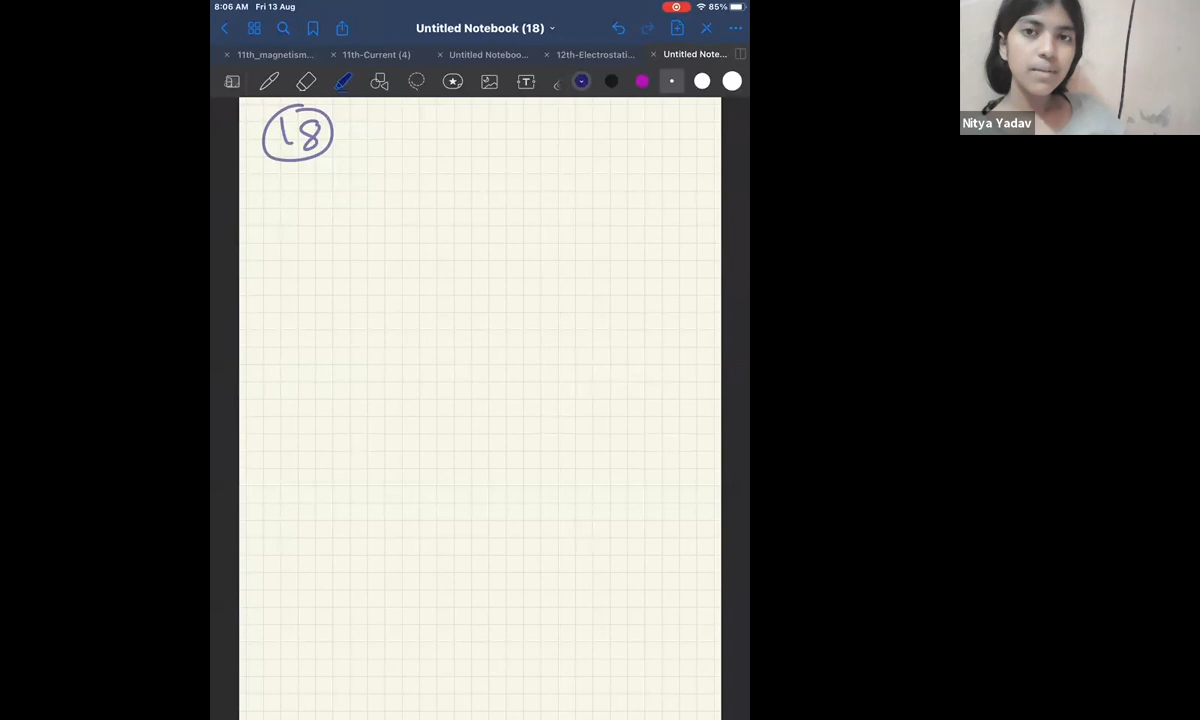 8:06 AM Fri 13 Aug
85%
Untitled Notebook (18)
11th_magnetism...
11th-Current (4)
Untitled Noteboo...
12th-Electrostati...
Untitled Note...
T
18
Nitya Yadav